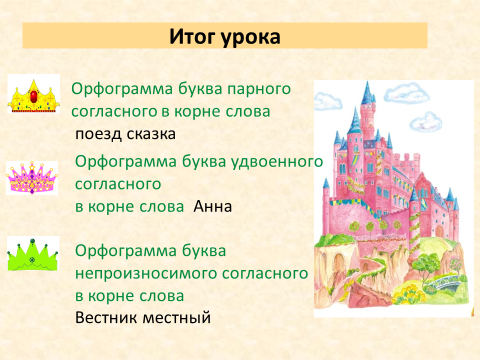 Итог урока
Орфограмма буква парного
согласного в корне слова
поезд сказка
Орфограмма буква удвоенного
согласного
в корне слова Анна
Орфограмма буква
непроизносимого согласного
в корне слова
Вестник местный